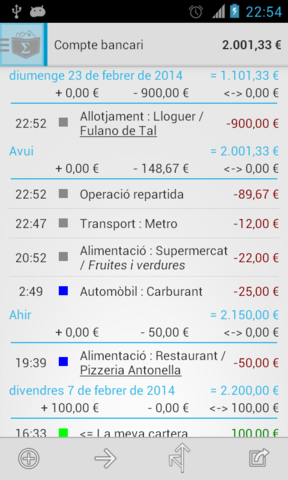 22:54
Compte bancari 2.001,33 €
diumenge 23 de febrer de 2014 = 1.101,33 €
+ 0,00 € - 900,00 € <-> 0,00 €
22:52 Allotjament : Lloguer / -900,00 €
Fulano de Tal
Avui = 2.001,33 €
+ 0,00 € - 148,67 € <-> 0,00 €
22:52 Operació repartida -89,67 €
22:47 Transport : Metro -12,00 €
20:52 Alimentació : Supermercat -22,00 €
/ Fruites i verdures
2:49 Automòbil : Carburant -25,00 €
Ahir = 2.150,00 €
+ 0,00 € - 50,00 € <-> 0,00 €
19:39 Alimentació : Restaurant / -50,00 €
Pizzeria Antonella
divendres 7 de febrer de 2014 = 2.200,00 €
+ 100,00 € - 0,00 € <-> 100,00 €
16:33 <= La meva cartera 100,00 €